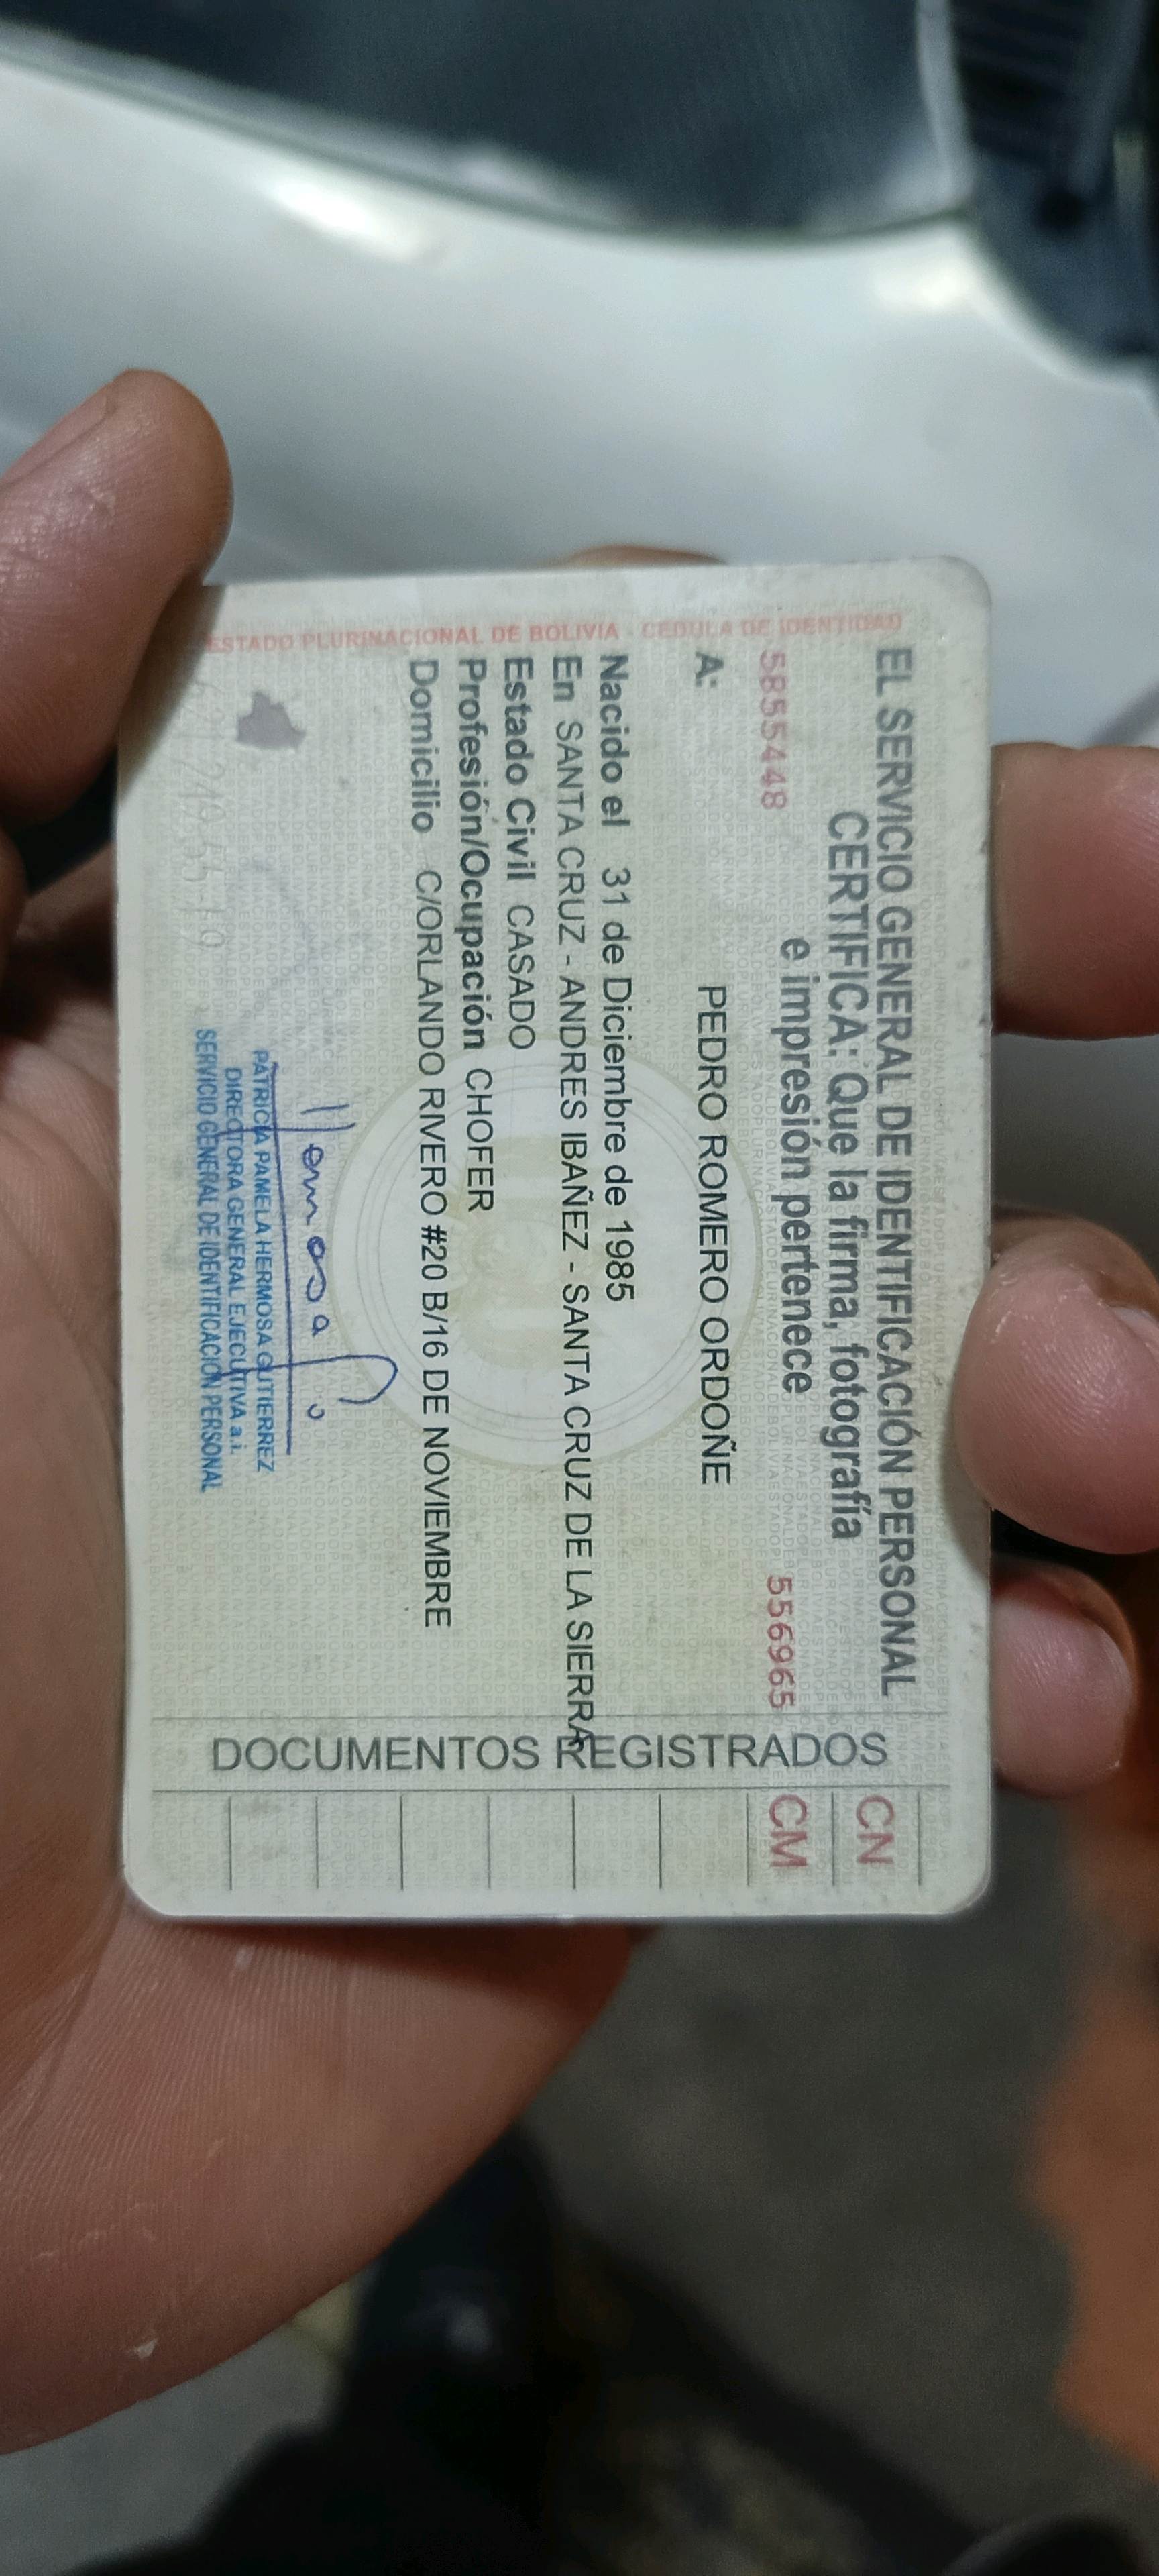 EL SERVICIO GENERAL DE IDENTIFICACIÓN PERSONAL
CERTIFICA: Que la firma, fotografía
e impresión pertenece
5855448
556965
A: PEDRO ROMERO ORDOÑE
Nacido el 31 de Diciembre de 1985
En SANTA CRUZ - ANDRES IBAÑEZ - SANTA CRUZ DE LA SIERRA
Estado Civil CASADO
Profesión/Ocupación CHOFER
Domicilio C/ORLANDO RIVERO #20 B/16 DE NOVIEMBRE
PATRICIA PAMELA HERMOSA GUTIERREZ
DIRECTORA GENERAL EJECUTIVA a.i.
SERVICIO GENERAL DE IDENTIFICACIÓN PERSONAL
ESTADO PLURINACIONAL DE BOLIVIA - CEDULA DE IDENTIDAD
DOCUMENTOS REGISTRADOS
CN
CM